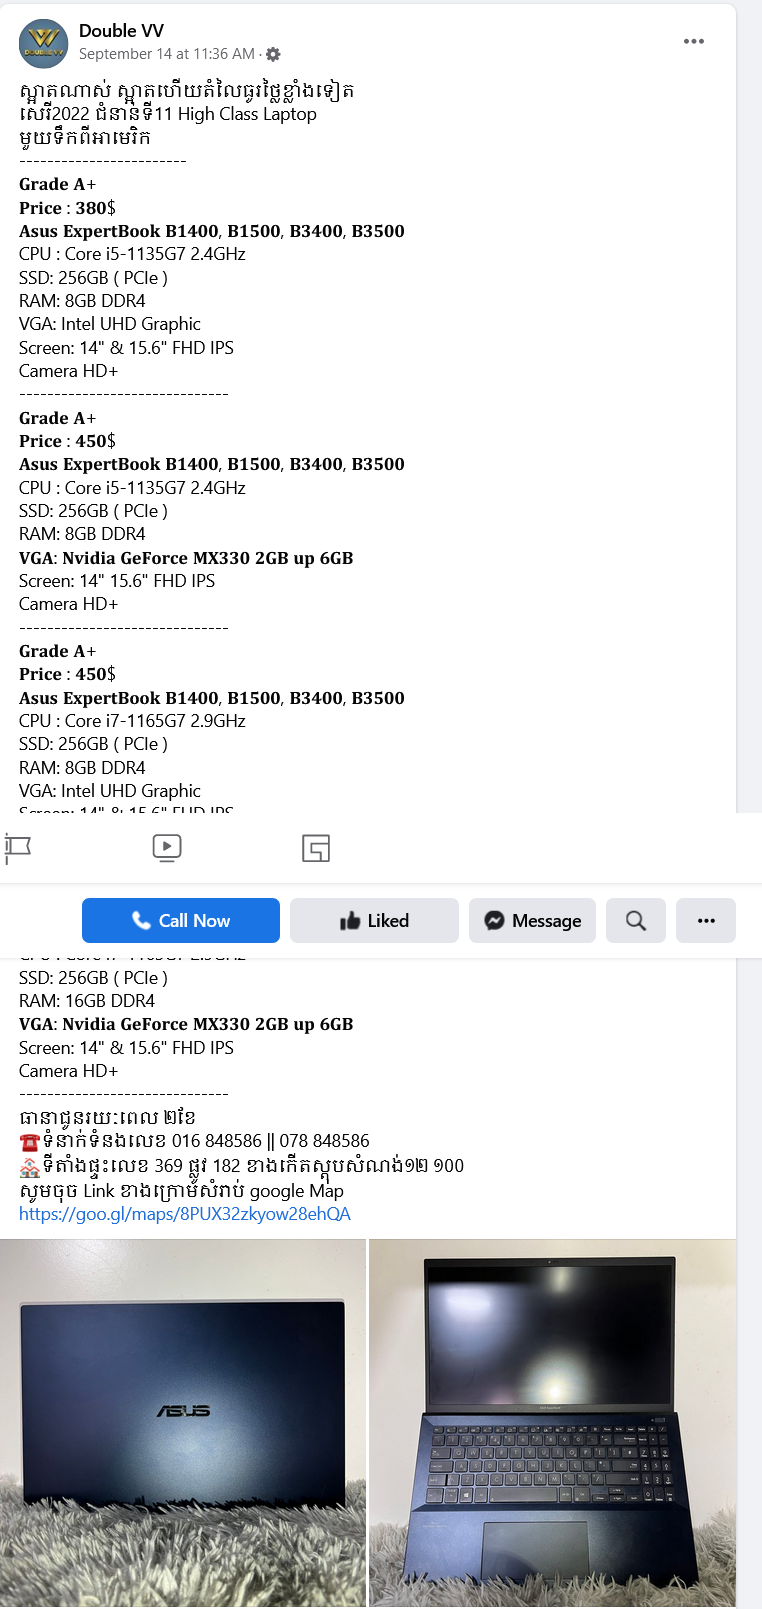 Double VV
September 14 at 11:36 AM ·
ស្អាតណាស់ ស្អាតហើយតំលៃធូរថ្លៃខ្លាំងទៀត
សេរី2022 ជំនាន់ទី11 High Class Laptop
មួយទឹកពីអាមេរិក
------------------------
Grade A+
Price : 380$
Asus ExpertBook B1400, B1500, B3400, B3500
CPU : Core i5-1135G7 2.4GHz
SSD: 256GB ( PCIe )
RAM: 8GB DDR4
VGA: Intel UHD Graphic
Screen: 14" & 15.6" FHD IPS
Camera HD+
------------------------------
Grade A+
Price : 450$
Asus ExpertBook B1400, B1500, B3400, B3500
CPU : Core i5-1135G7 2.4GHz
SSD: 256GB ( PCIe )
RAM: 8GB DDR4
VGA: Nvidia GeForce MX330 2GB up 6GB
Screen: 14" 15.6" FHD IPS
Camera HD+
------------------------------
Grade A+
Price : 450$
Asus ExpertBook B1400, B1500, B3400, B3500
CPU : Core i7-1165G7 2.9GHz
SSD: 256GB ( PCIe )
RAM: 8GB DDR4
VGA: Intel UHD Graphic
Screen: 14" & 15.6" FHD IPS
Call Now
Liked
Message
SSD: 256GB ( PCIe )
RAM: 16GB DDR4
VGA: Nvidia GeForce MX330 2GB up 6GB
Screen: 14" & 15.6" FHD IPS
Camera HD+
------------------------------
ធានាជូនរយៈពេល ២ខែ
☎️ទំនាក់ទំនងលេខ 016 848586 || 078 848586
🏘️ទីតាំងផ្ទះលេខ 369 ផ្លូវ 182 ខាងកើតស្តុបសំណង់១២ ១00
សូមចុច Link ខាងក្រោមសំរាប់ google Map
https://goo.gl/maps/8PUX32zkyow28ehQA
ASUS